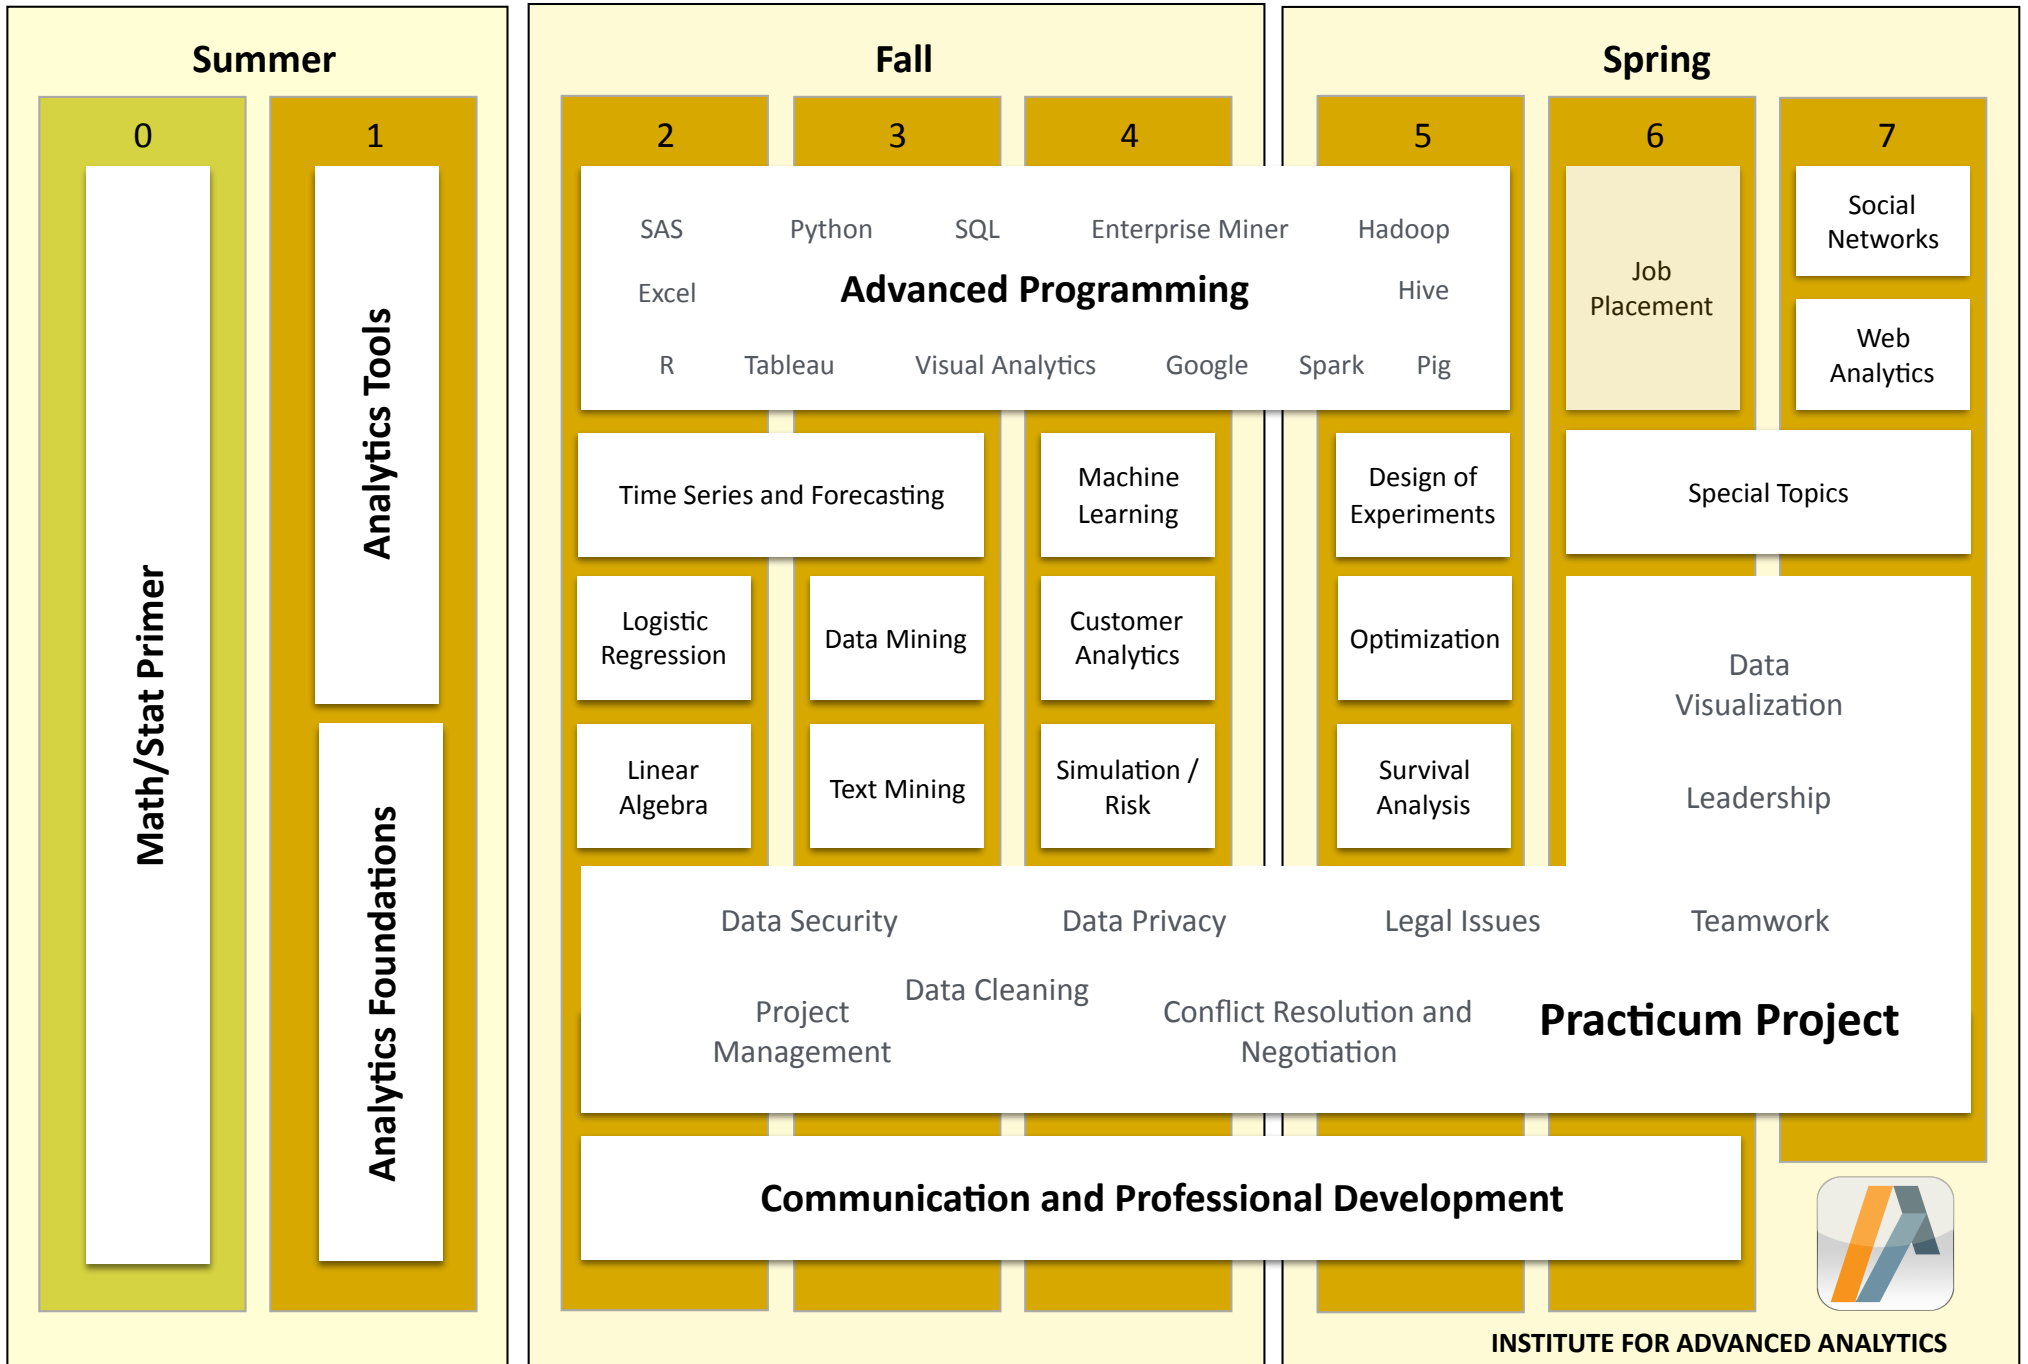 Summer
Fall
Spring
0
1
2
3
4
5
6
7
Math/Stat Primer
Analytics Tools
Analytics Foundations
SAS
Python
SQL
Enterprise Miner
Hadoop
Excel
Advanced Programming
Hive
R
Tableau
Visual Analytics
Google
Spark
Pig
Job
Placement
Social
Networks
Web
Analytics
Time Series and Forecasting
Machine
Learning
Design of
Experiments
Special Topics
Logistic
Regression
Data Mining
Customer
Analytics
Optimization
Linear
Algebra
Text Mining
Simulation /
Risk
Survival
Analysis
Data
Visualization
Leadership
Data Security
Data Privacy
Legal Issues
Teamwork
Project
Management
Data Cleaning
Conflict Resolution and
Negotiation
Practicum Project
Communication and Professional Development
INSTITUTE FOR ADVANCED ANALYTICS